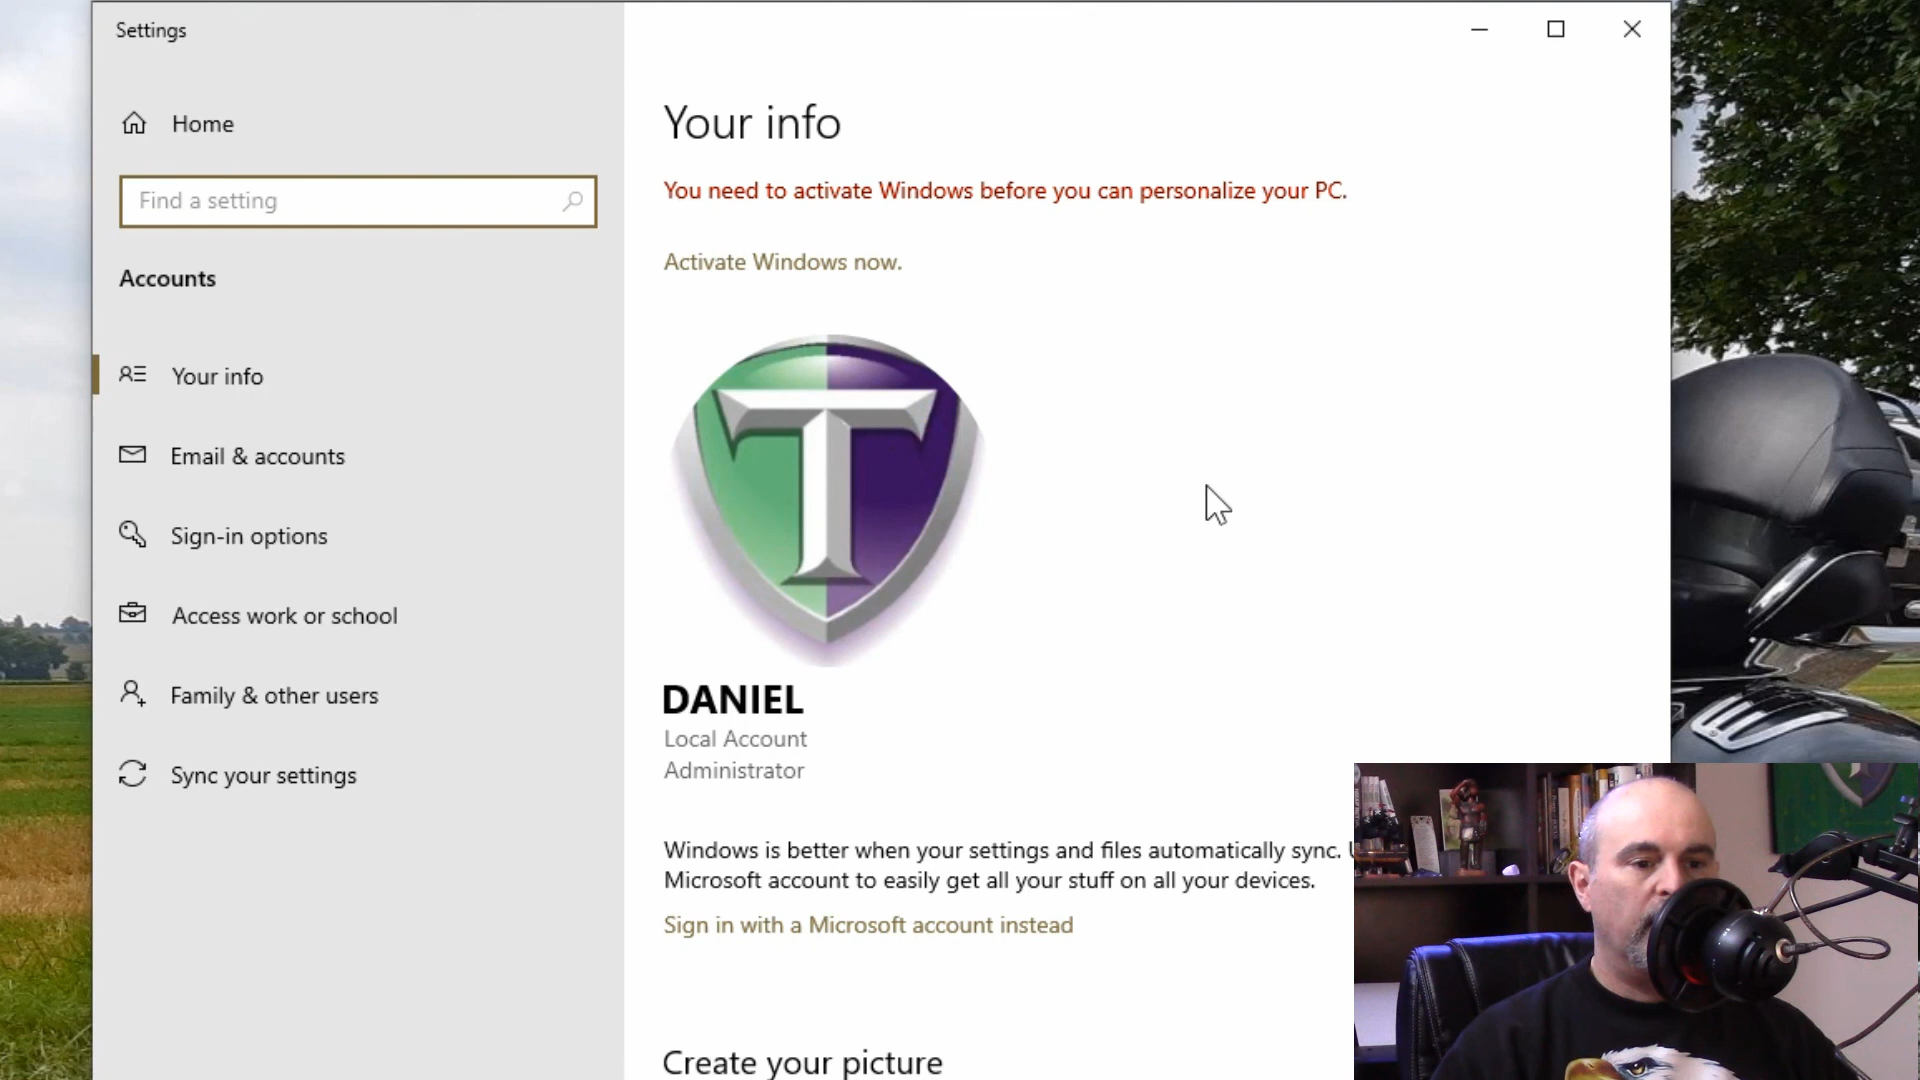 Settings
Home
Find a setting
Accounts
Your info
Email & accounts
Sign-in options
Access work or school
Family & other users
Sync your settings
Your info
You need to activate Windows before you can personalize your PC.
Activate Windows now.
T
DANIEL
Local Account
Administrator
Windows is better when your settings and files automatically sync.
Microsoft account to easily get all your stuff on all your devices.
Sign in with a Microsoft account instead
Create your picture